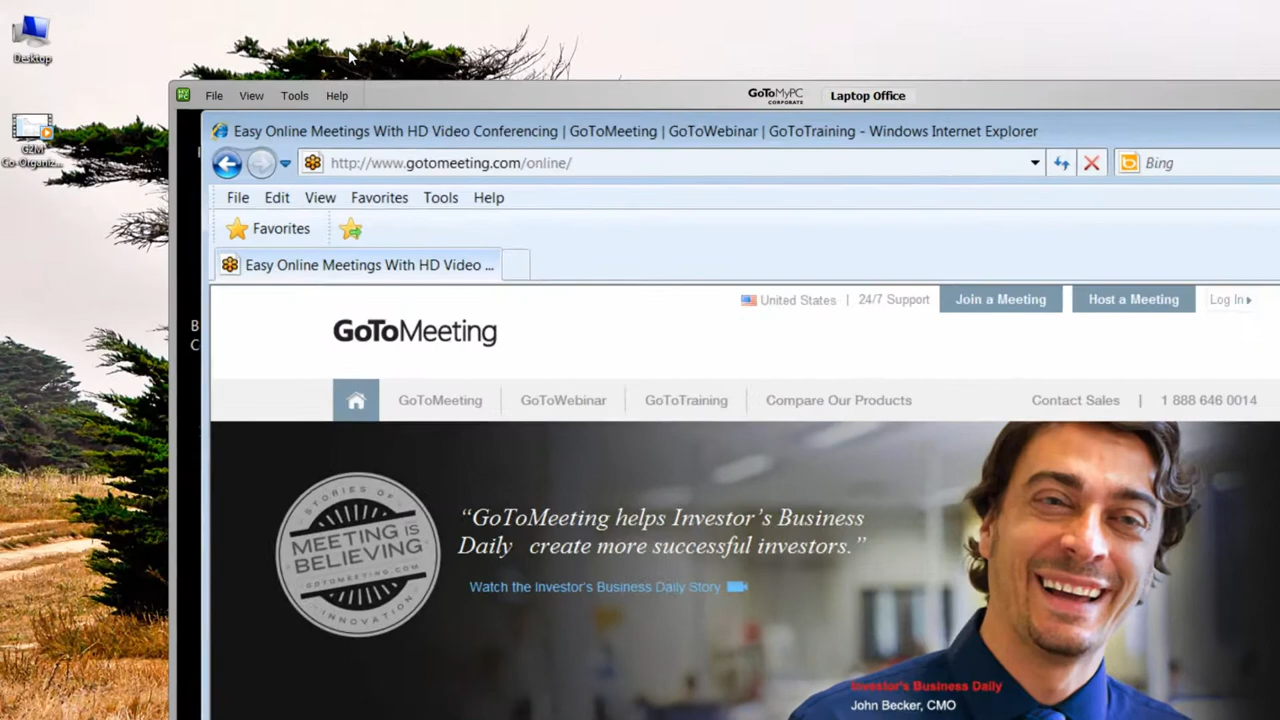 Desktop
G2M
Go-Organiz...
File View Tools Help
GoToMyPC
CORPORATE
Laptop Office
Easy Online Meetings With HD Video Conferencing | GoToMeeting | GoToWebinar | GoToTraining - Windows Internet Explorer
http://www.gotomeeting.com/online/
Bing
File Edit View Favorites Tools Help
Favorites
Easy Online Meetings With HD Video ...
United States | 24/7 Support Join a Meeting Host a Meeting Log In
B
C
GoToMeeting
GoToMeeting GoToWebinar GoToTraining Compare Our Products Contact Sales | 1 888 646 0014
STORIES OF
MEETING IS
BELIEVING
GOTOMEETING.COM
INNOVATION
“GoToMeeting helps Investor’s Business
Daily create more successful investors.”
Watch the Investor's Business Daily Story
Investor's Business Daily
John Becker, CMO